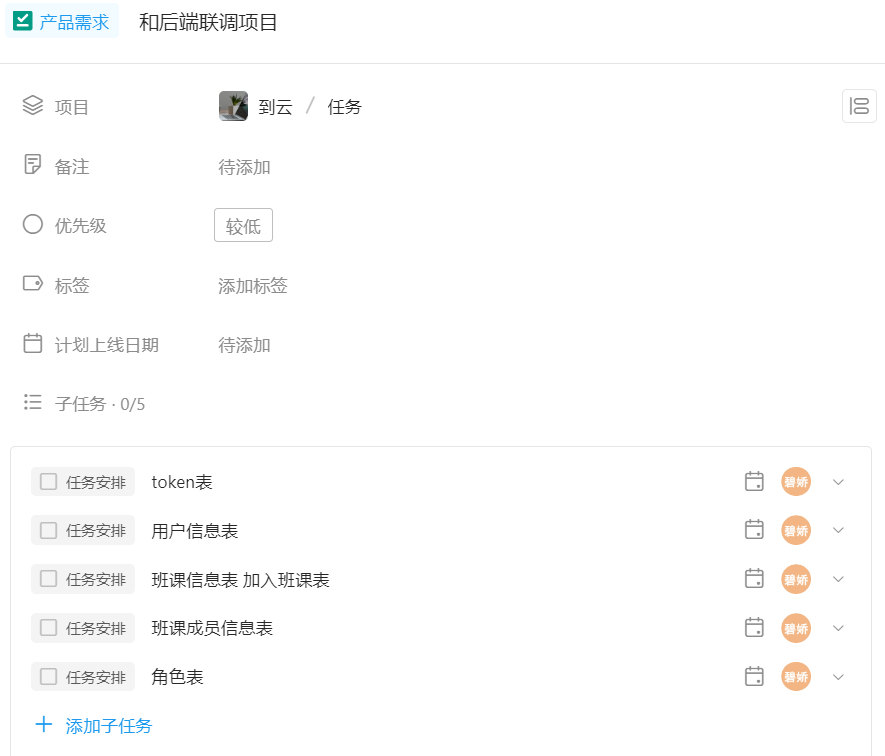 产品需求 和后端联调项目
项目 到云 / 任务
备注 待添加
优先级 较低
标签 添加标签
计划上线日期 待添加
子任务 · 0/5
任务安排 token表 碧娇
任务安排 用户信息表 碧娇
任务安排 班课信息表 加入班课表 碧娇
任务安排 班课成员信息表 碧娇
任务安排 角色表 碧娇
添加子任务